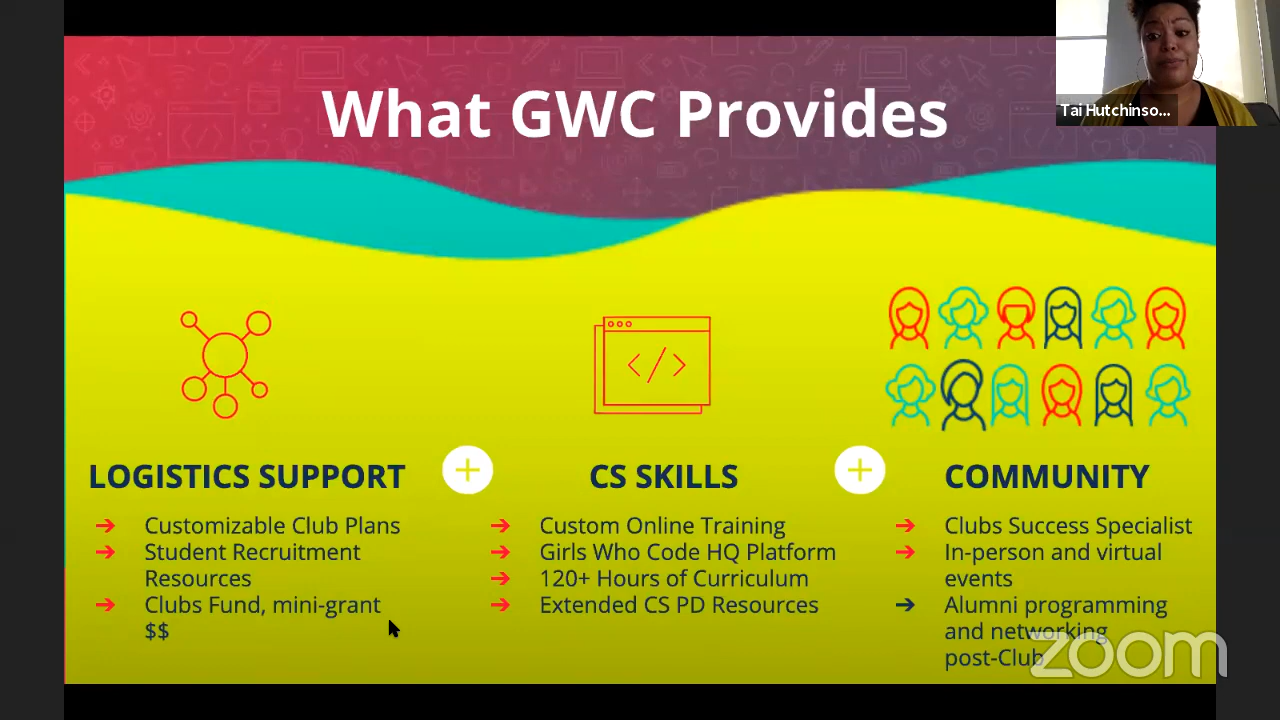 What GWC Provides
Tai Hutchinso...
LOGISTICS SUPPORT
➔ Customizable Club Plans
➔ Student Recruitment
Resources
➔ Clubs Fund, mini-grant
$$
CS SKILLS
➔ Custom Online Training
➔ Girls Who Code HQ Platform
➔ 120+ Hours of Curriculum
➔ Extended CS PD Resources
COMMUNITY
➔ Clubs Success Specialist
➔ In-person and virtual
events
➔ Alumni programming
and networking
post-Club
zoom